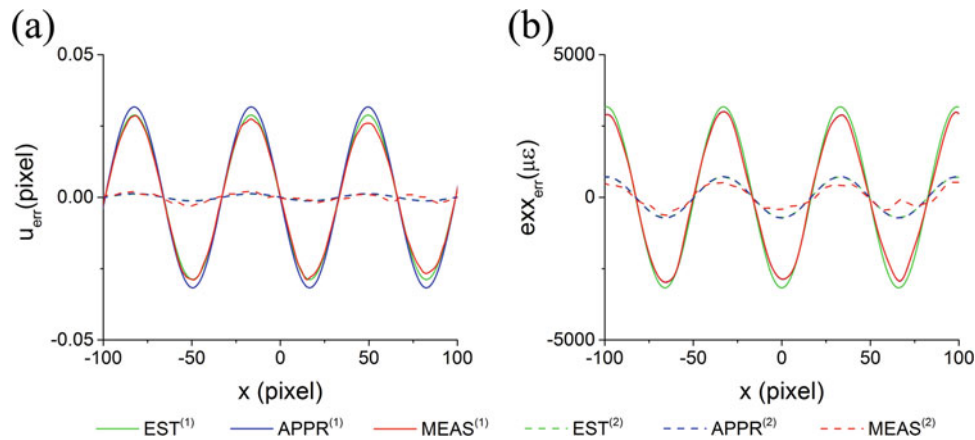 (a)
0.05
0.00
-0.05
u_err(pixel)
-100 -50 0 50 100
x (pixel)
(b)
5000
0
-5000
exx_err(με)
-100 -50 0 50 100
x (pixel)
EST(1) APPR(1) MEAS(1) EST(2) APPR(2) MEAS(2)